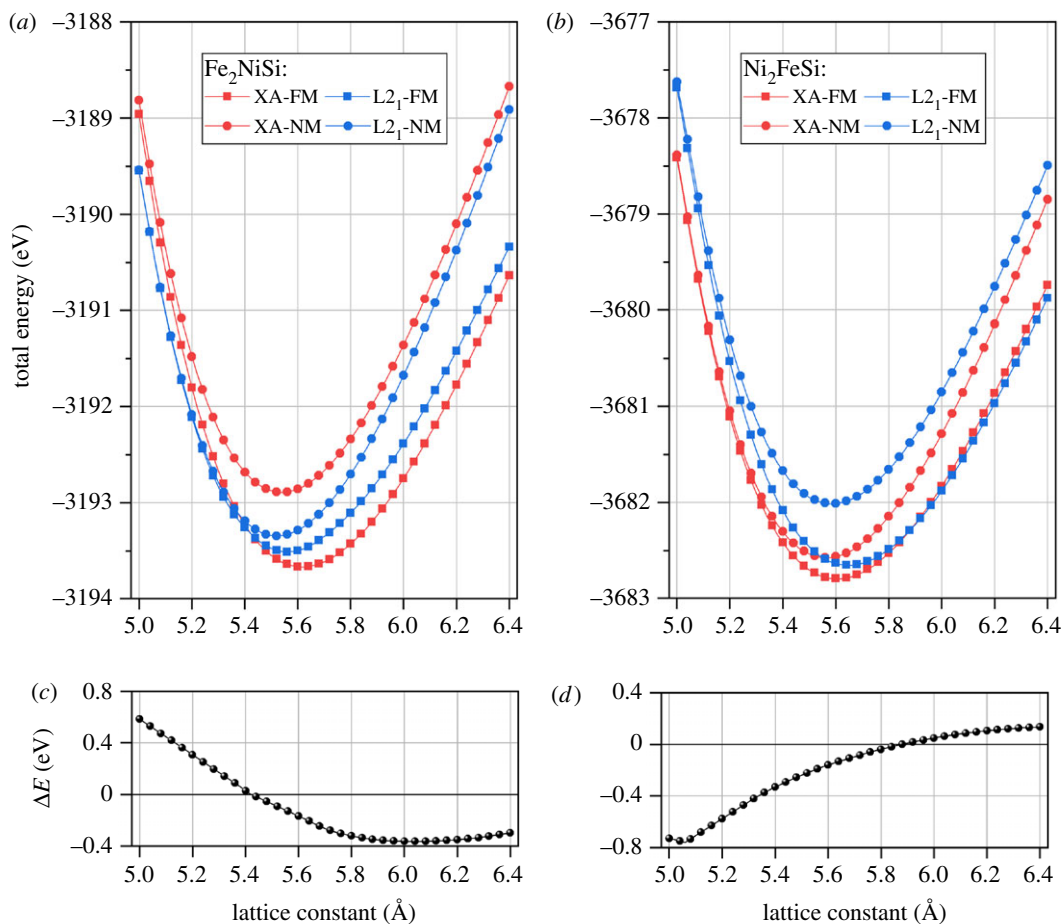 (a)
−3188
−3189
−3190
−3191
−3192
−3193
−3194
total energy (eV)
Fe2NiSi:
XA-FM L21-FM
XA-NM L21-NM
5.0 5.2 5.4 5.6 5.8 6.0 6.2 6.4
(b)
−3677
−3678
−3679
−3680
−3681
−3682
−3683
Ni2FeSi:
XA-FM L21-FM
XA-NM L21-NM
5.0 5.2 5.4 5.6 5.8 6.0 6.2 6.4
(c)
0.8
0.4
0
−0.4
ΔE (eV)
5.0 5.2 5.4 5.6 5.8 6.0 6.2 6.4
lattice constant (Å)
(d)
0.4
0
−0.4
−0.8
5.0 5.2 5.4 5.6 5.8 6.0 6.2 6.4
lattice constant (Å)